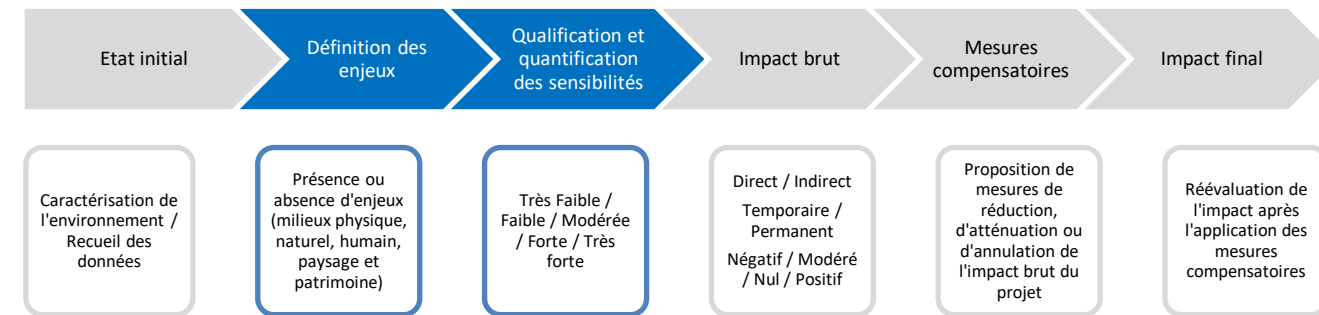 Etat initial
Définition des
enjeux
Qualification et
quantification
des sensibilités
Impact brut
Mesures
compensatoires
Impact final
Caractérisation de
l'environnement /
Recueil des
données
Présence ou
absence d'enjeux
(milieux physique,
naturel, humain,
paysage et
patrimoine)
Très Faible /
Faible / Modérée
/ Forte / Très
forte
Direct / Indirect
Temporaire /
Permanent
Négatif / Modéré
/ Nul / Positif
Proposition de
mesures de
réduction,
d'atténuation ou
d'annulation de
l'impact brut du
projet
Réévaluation de
l'impact après
l'application des
mesures
compensatoires